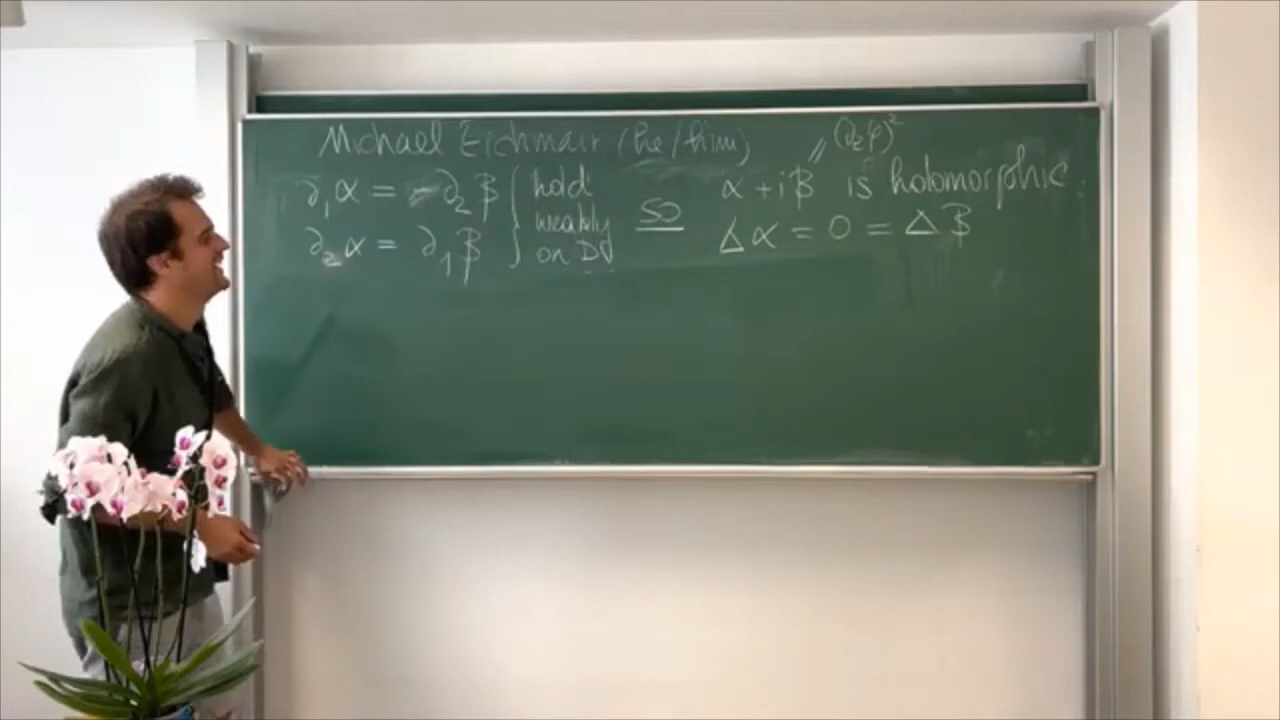 Michael Eichmair (he/him)
// (∂zφ)²
∂₁α = -∂₂β } hold weakly on D so α + iβ is holomorphic.
∂₂α = ∂₁β
Δα = 0 = Δβ